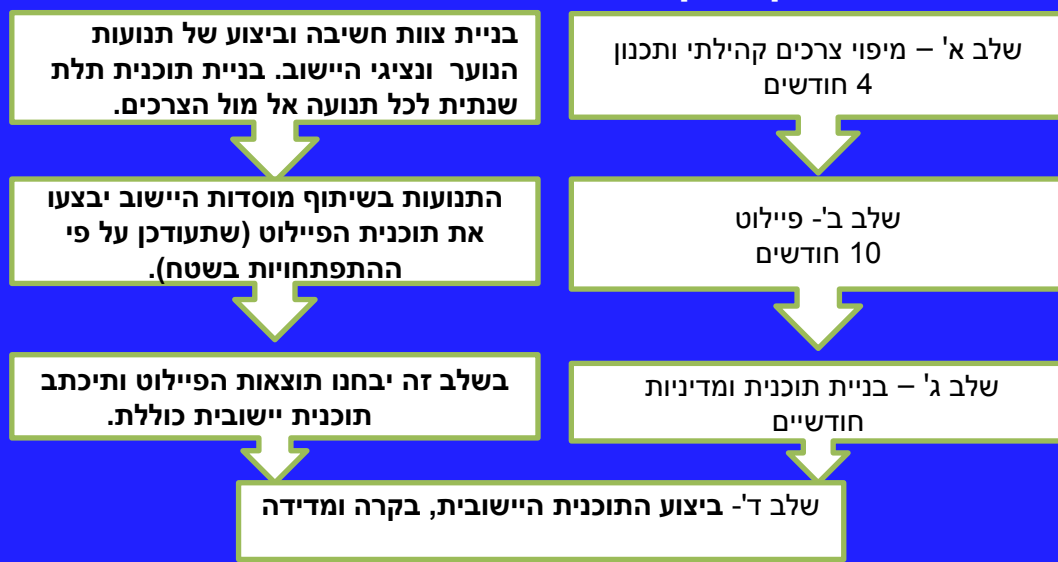 שלב א' – מיפוי צרכים קהילתי ותכנון
4 חודשים
בניית צוות חשיבה וביצוע של תנועות
הנוער ונציגי היישוב. בניית תוכנית תלת
שנתית לכל תנועה אל מול הצרכים.
שלב ב'- פיילוט
10 חודשים
התנועות בשיתוף מוסדות היישוב יבצעו
את תוכנית הפיילוט (שתעודכן על פי
ההתפתחויות בשטח).
שלב ג' – בניית תוכנית ומדיניות
חודשיים
בשלב זה יבחנו תוצאות הפיילוט ותיכתב
תוכנית יישובית כוללת.
שלב ד'- ביצוע התוכנית היישובית, בקרה ומדידה